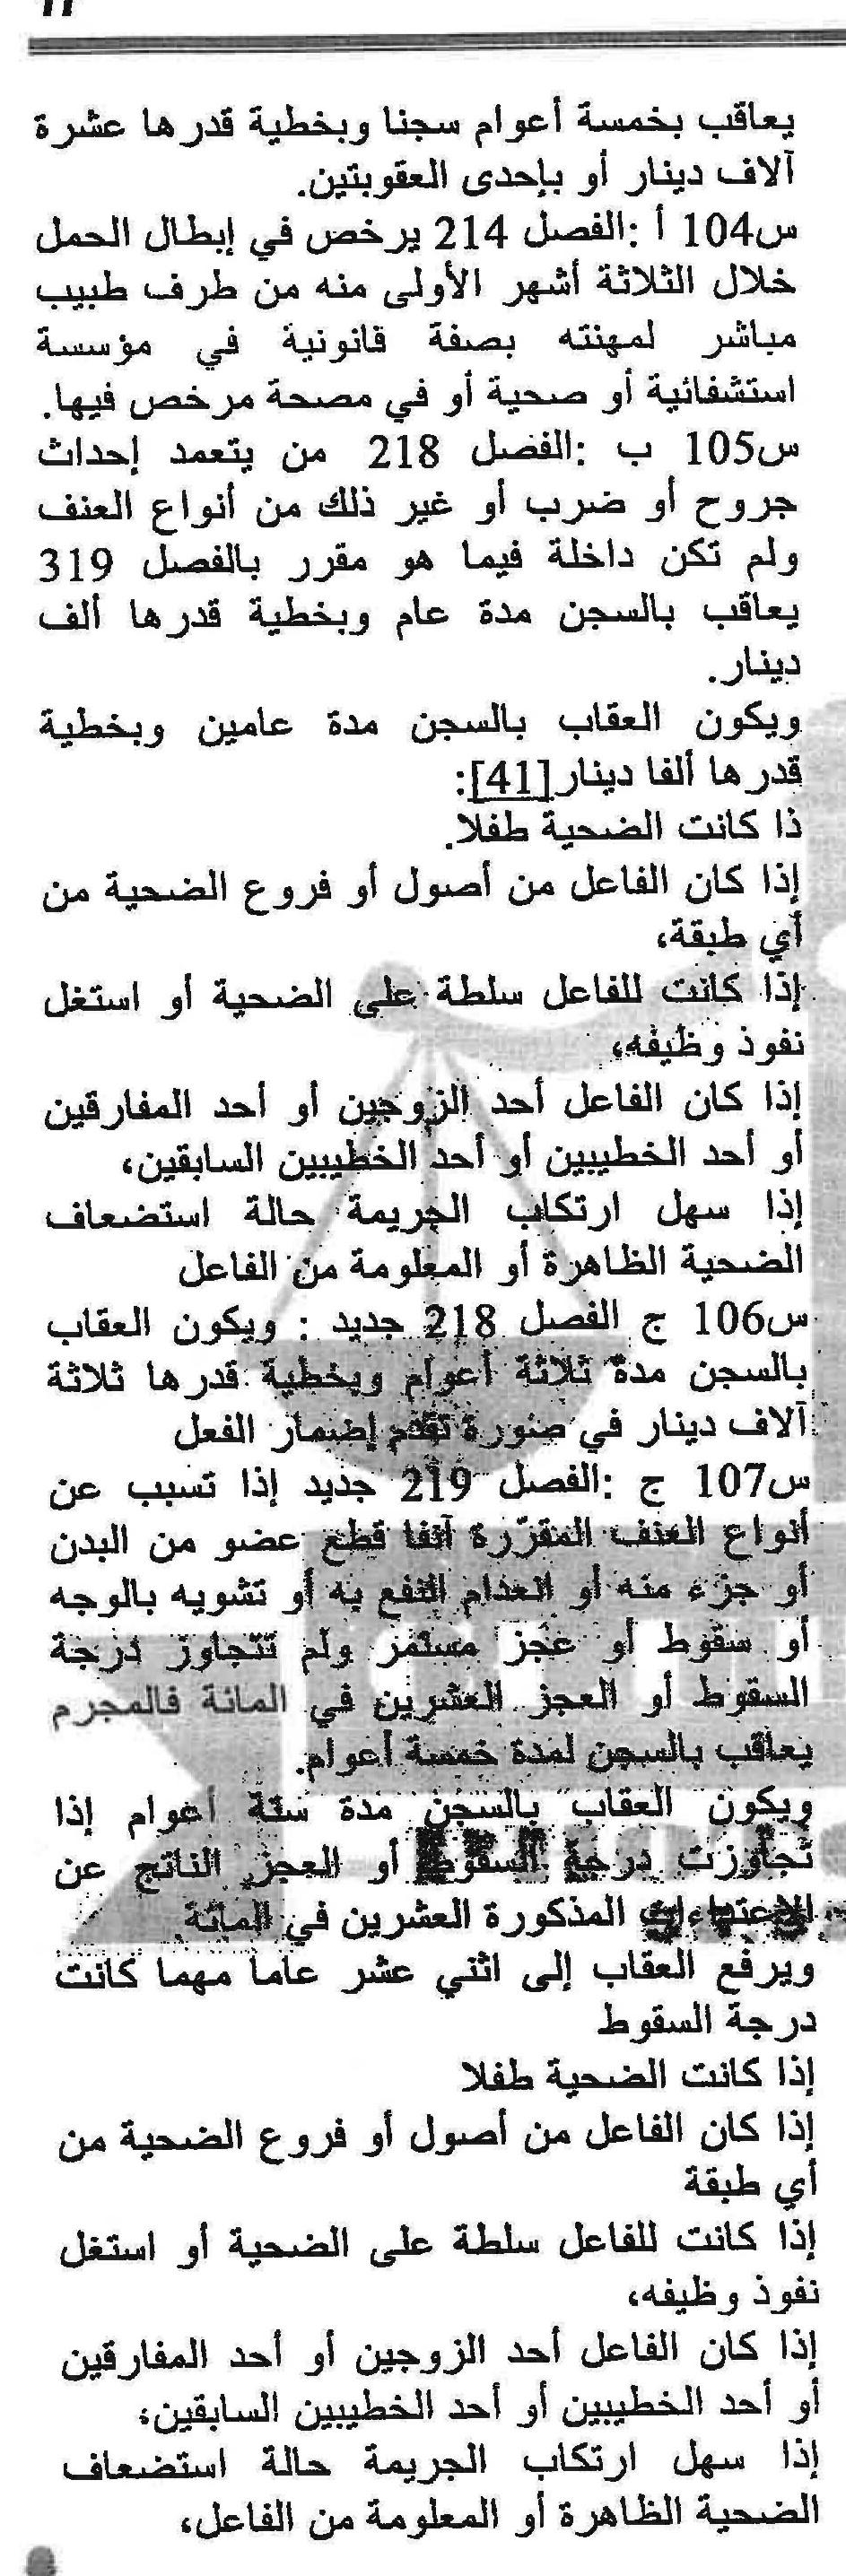 يعاقب بخمسة أعوام سجنا وبخطية قدرها عشرة
آلاف دينار أو بإحدى العقوبتين.
س104 أ :الفصل 214 يرخص في إبطال الحمل
خلال الثلاثة أشهر الأولى منه من طرف طبيب
مباشر لمهنته بصفة قانونية في مؤسسة
استشفائية أو صحية أو في مصحة مرخص فيها.
س105 ب :الفصل 218 من يتعمد إحداث
جروح أو ضرب أو غير ذلك من أنواع العنف
ولم تكن داخلة فيما هو مقرر بالفصل 319
يعاقب بالسجن مدة عام وبخطية قدرها ألف
دينار.
ويكون العقاب بالسجن مدة عامين وبخطية
قدرها ألفا دينار[41]:
ذا كانت الضحية طفلا.
إذا كان الفاعل من أصول أو فروع الضحية من
أي طبقة،
إذا كانت للفاعل سلطة على الضحية أو استغل
نفوذ وظيفه،
إذا كان الفاعل أحد الزوجين أو أحد المفارقين
أو أحد الخطيبين أو أحد الخطيبين السابقين،
إذا سهل ارتكاب الجريمة حالة استضعاف
الضحية الظاهرة أو المعلومة من الفاعل
س106 ج الفصل 218 جديد : ويكون العقاب
بالسجن مدة ثلاثة أعوام وبخطية قدرها ثلاثة
آلاف دينار في صورة تقدم إضمار الفعل
س107 ج :الفصل 219 جديد إذا تسبب عن
أنواع العنف المقرّرة آنفا قطع عضو من البدن
أو جزء منه أو انعدام النفع به أو تشويه بالوجه
أو سقوط أو عجز مستمر ولم تتجاوز درجة
السقوط أو العجز العشرين في المائة فالمجرم
يعاقب بالسجن لمدة خمسة أعوام.
ويكون العقاب بالسجن مدة ستة أعوام إذا
تجاوزت درجة السقوط أو العجز الناتج عن
الاعتداءات المذكورة العشرين في المائة
ويرفع العقاب إلى اثني عشر عاما مهما كانت
درجة السقوط
إذا كانت الضحية طفلا
إذا كان الفاعل من أصول أو فروع الضحية من
أي طبقة
إذا كانت للفاعل سلطة على الضحية أو استغل
نفوذ وظيفه،
إذا كان الفاعل أحد الزوجين أو أحد المفارقين
أو أحد الخطيبين أو أحد الخطيبين السابقين،
إذا سهل ارتكاب الجريمة حالة استضعاف
الضحية الظاهرة أو المعلومة من الفاعل،